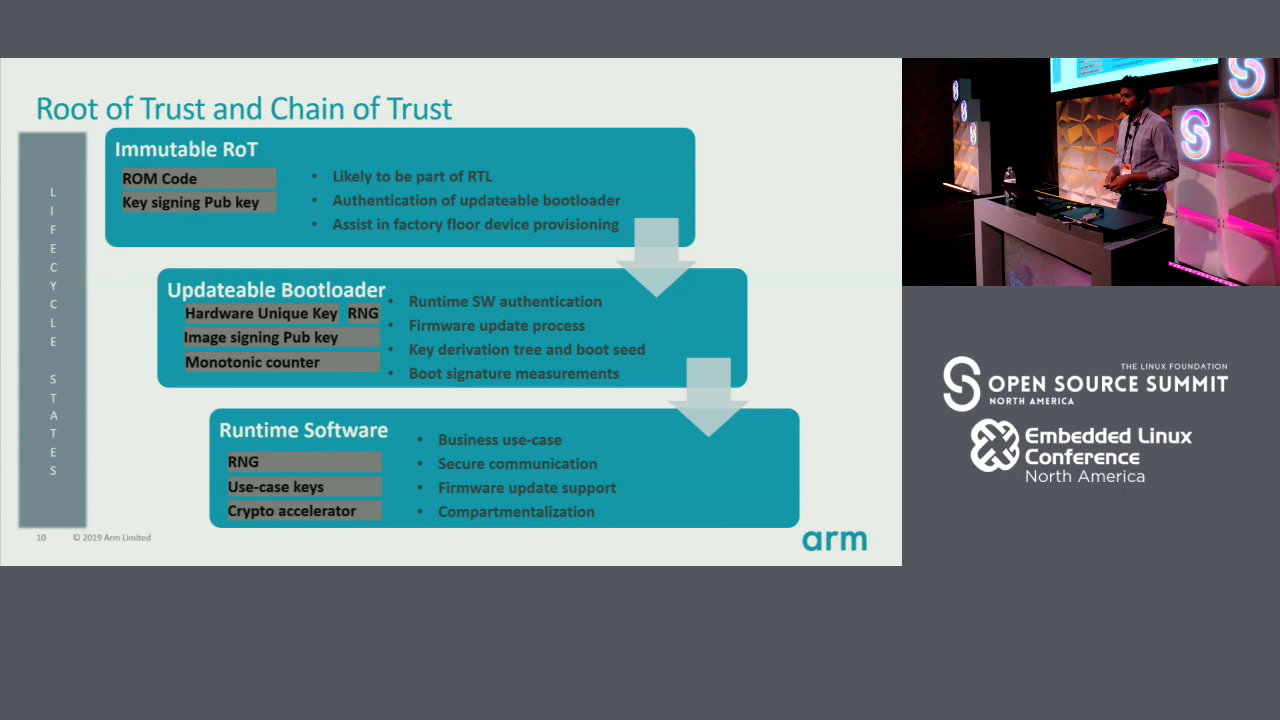 Root of Trust and Chain of Trust
LIFECYCLE STATES
Immutable RoT
ROM Code
Key signing Pub key
• Likely to be part of RTL
• Authentication of updateable bootloader
• Assist in factory floor device provisioning
Updateable Bootloader
Hardware Unique Key RNG
Image signing Pub key
Monotonic counter
• Runtime SW authentication
• Firmware update process
• Key derivation tree and boot seed
• Boot signature measurements
Runtime Software
RNG
Use-case keys
Crypto accelerator
• Business use-case
• Secure communication
• Firmware update support
• Compartmentalization
10 © 2019 Arm Limited
arm
THE LINUX FOUNDATION
OPEN SOURCE SUMMIT
NORTH AMERICA
Embedded Linux
Conference
North America